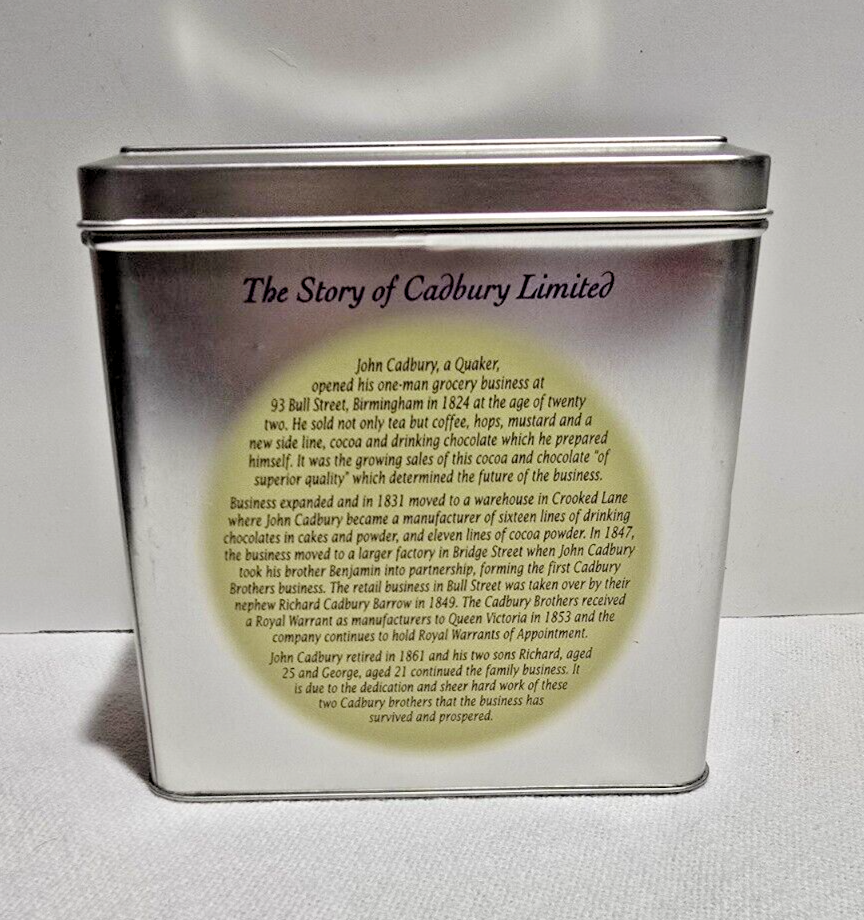 The Story of Cadbury Limited
John Cadbury, a Quaker,
opened his one-man grocery business at
93 Bull Street, Birmingham in 1824 at the age of twenty
two. He sold not only tea but coffee, hops, mustard and a
new side line, cocoa and drinking chocolate which he prepared
himself. It was the growing sales of this cocoa and chocolate "of
superior quality" which determined the future of the business.
Business expanded and in 1831 moved to a warehouse in Crooked Lane
where John Cadbury became a manufacturer of sixteen lines of drinking
chocolates in cakes and powder, and eleven lines of cocoa powder. In 1847,
the business moved to a larger factory in Bridge Street when John Cadbury
took his brother Benjamin into partnership, forming the first Cadbury
Brothers business. The retail business in Bull Street was taken over by their
nephew Richard Cadbury Barrow in 1849. The Cadbury Brothers received
a Royal Warrant as manufacturers to Queen Victoria in 1853 and the
company continues to hold Royal Warrants of Appointment.
John Cadbury retired in 1861 and his two sons Richard, aged
25 and George, aged 21 continued the family business. It
is due to the dedication and sheer hard work of these
two Cadbury brothers that the business has
survived and prospered.